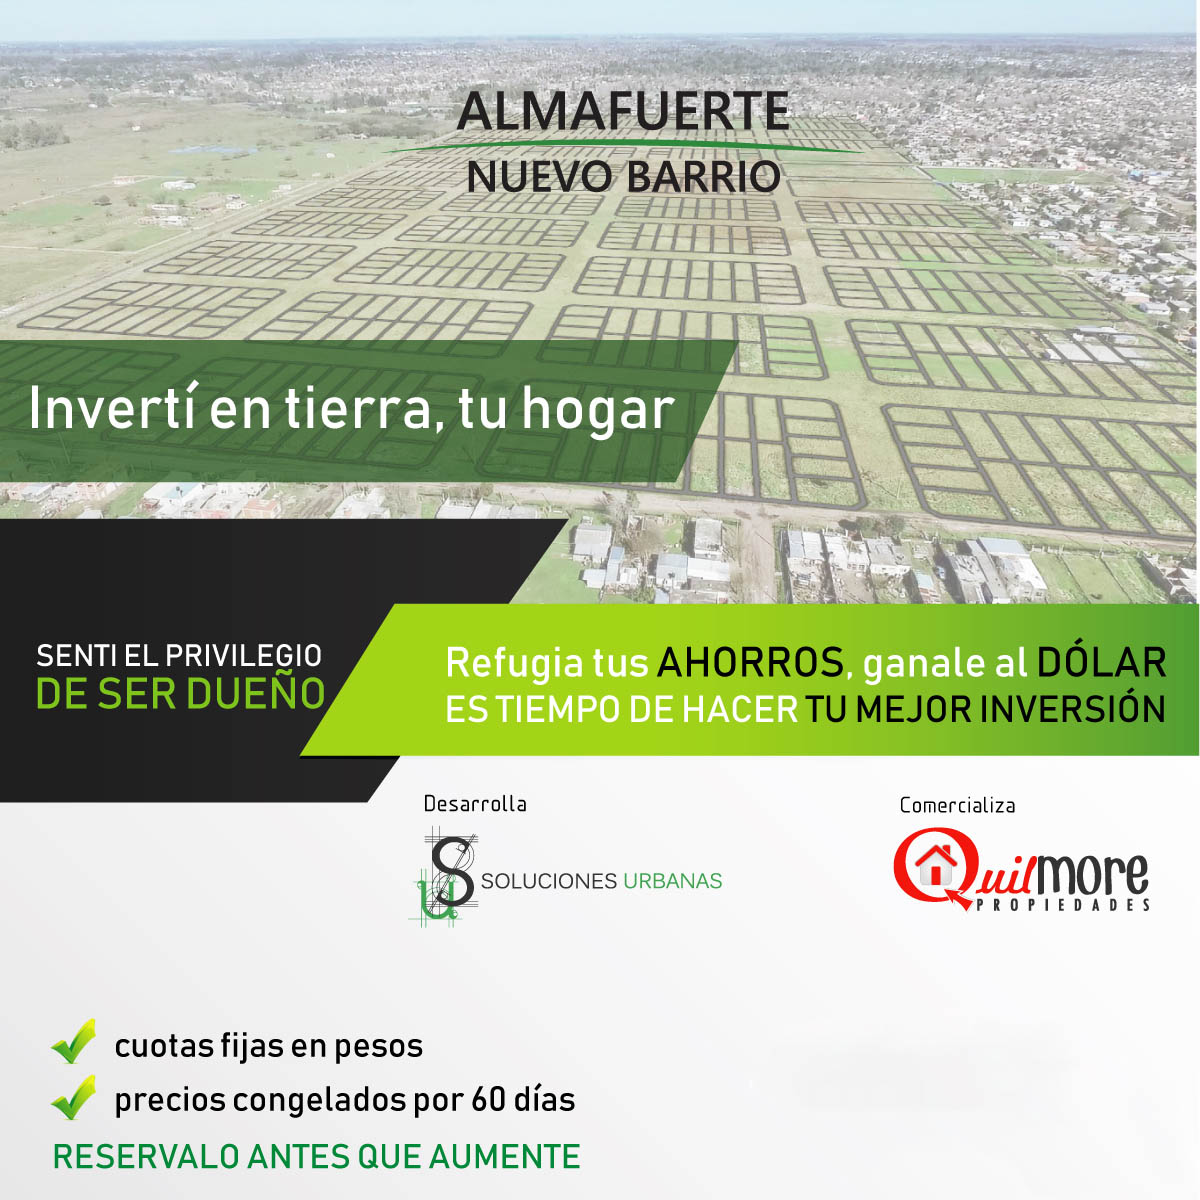 ALMAFUERTE
NUEVO BARRIO
Invertí en tierra, tu hogar
SENTI EL PRIVILEGIO
DE SER DUEÑO
Refugia tus AHORROS, ganale al DÓLAR
ES TIEMPO DE HACER TU MEJOR INVERSIÓN
Desarrolla
uS SOLUCIONES URBANAS
Comercializa
Quilmore
PROPIEDADES
cuotas fijas en pesos
precios congelados por 60 días
RESERVALO ANTES QUE AUMENTE